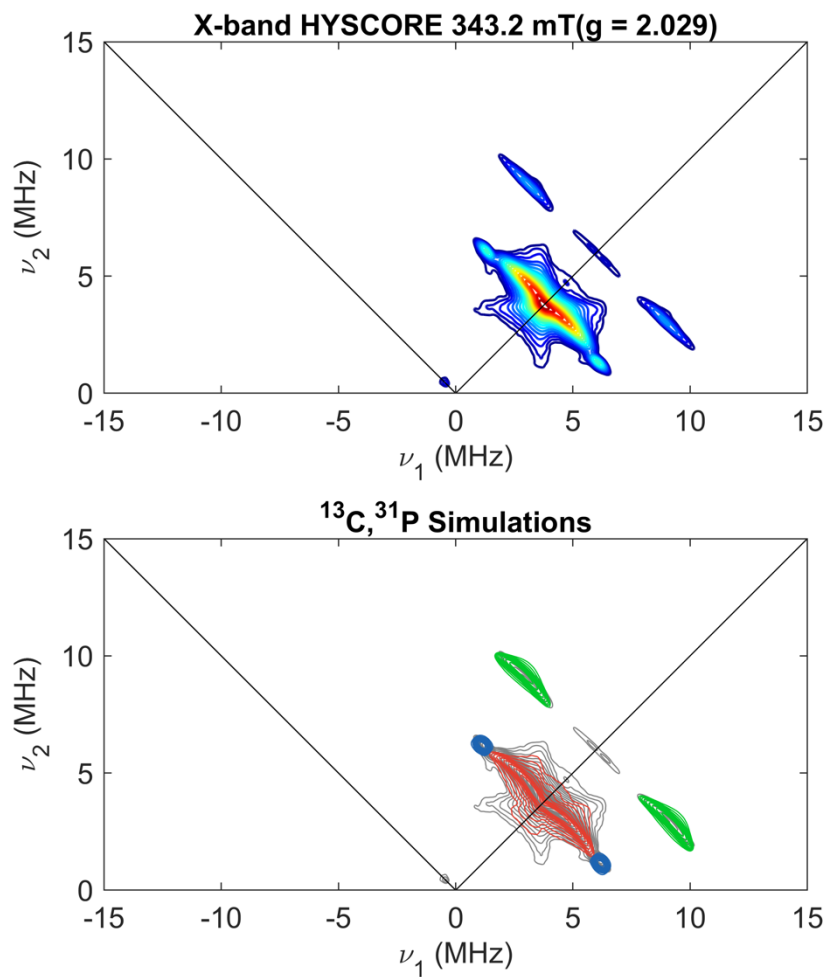 X-band HYSCORE 343.2 mT(g = 2.029)
15
10
5
0
ν₂ (MHz)
-15 -10 -5 0 5 10 15
ν₁ (MHz)
¹³C,³¹P Simulations
15
10
5
0
ν₂ (MHz)
-15 -10 -5 0 5 10 15
ν₁ (MHz)